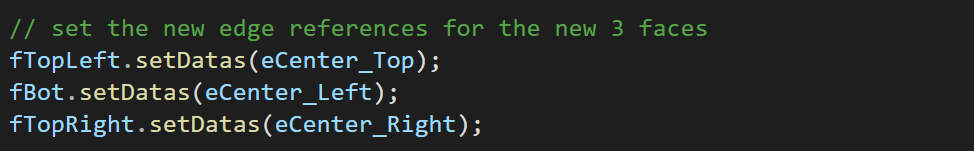 // set the new edge references for the new 3 faces
fTopLeft.setDatas(eCenter_Top);
fBot.setDatas(eCenter_Left);
fTopRight.setDatas(eCenter_Right);